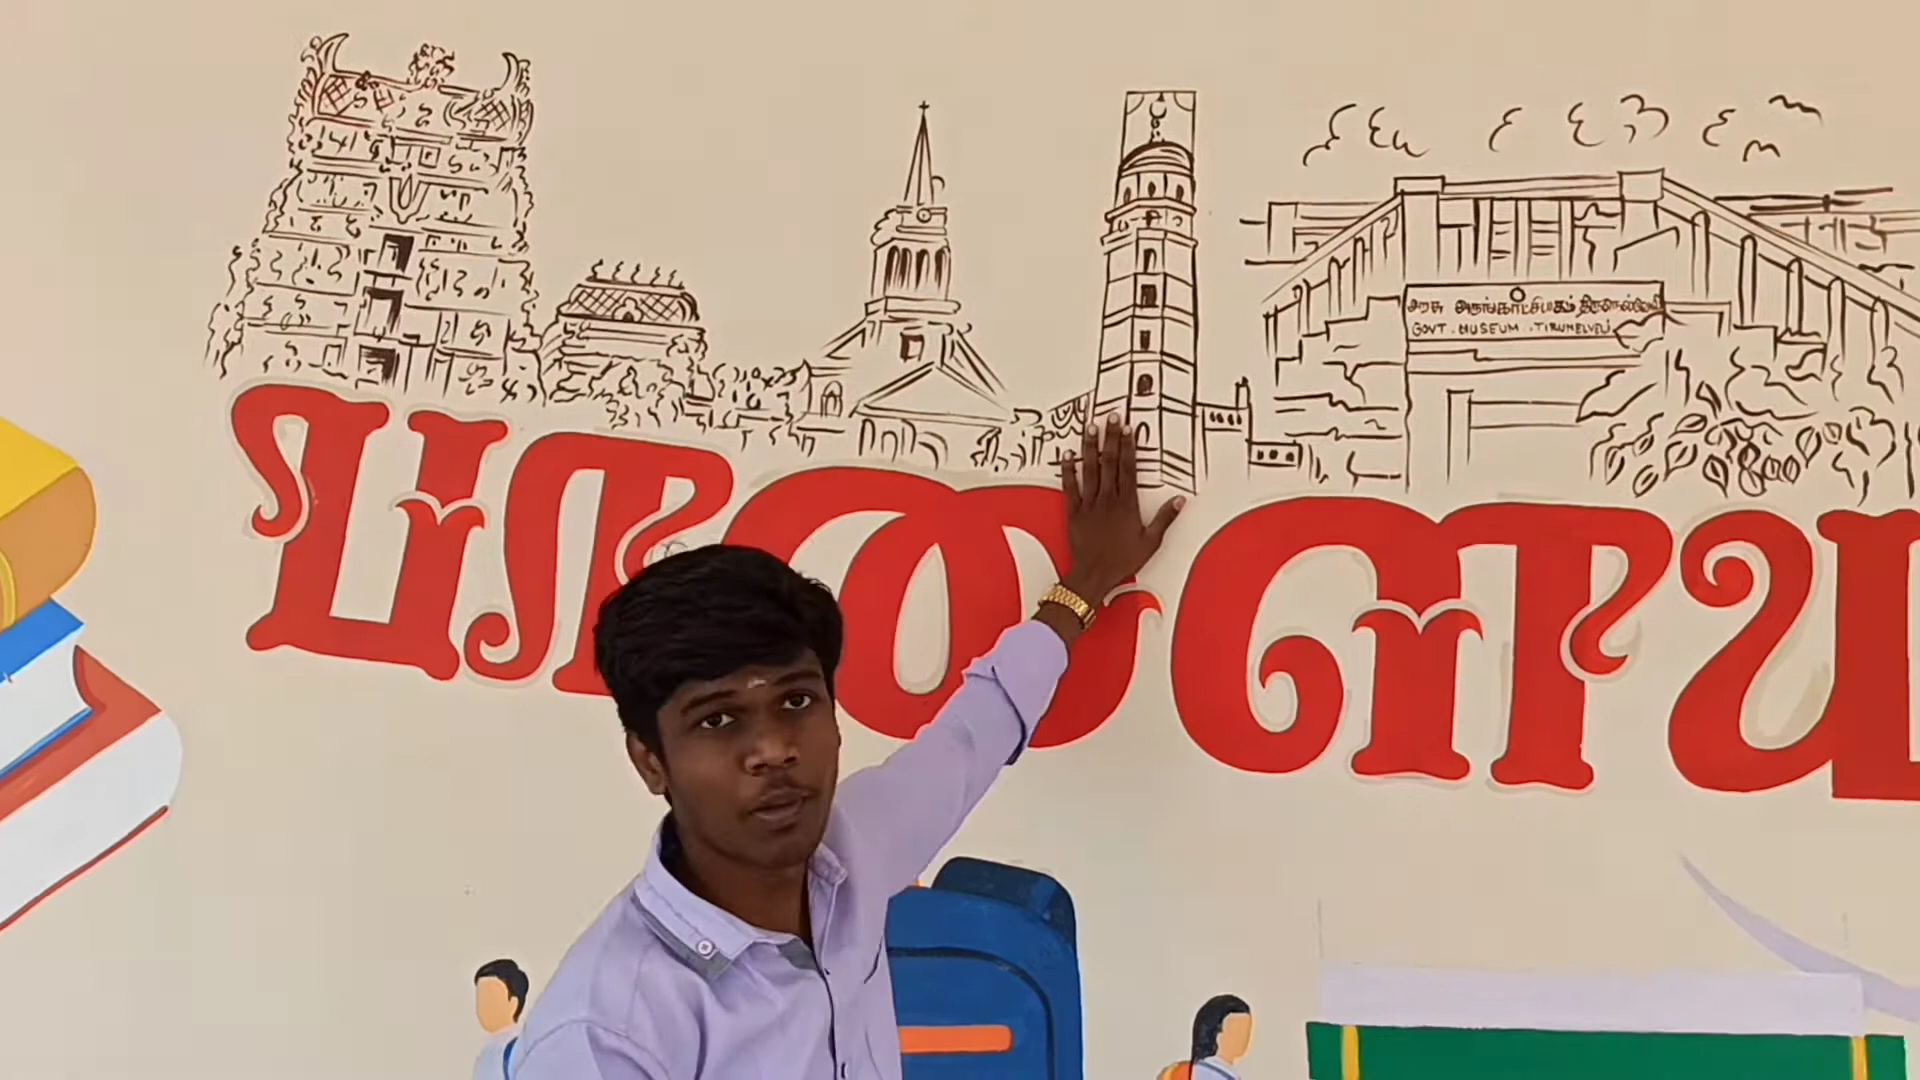 அரசு அருங்காட்சியகம் திருநெல்வேலி
GOVT. MUSEUM. TIRUNELVELI
பாளைய